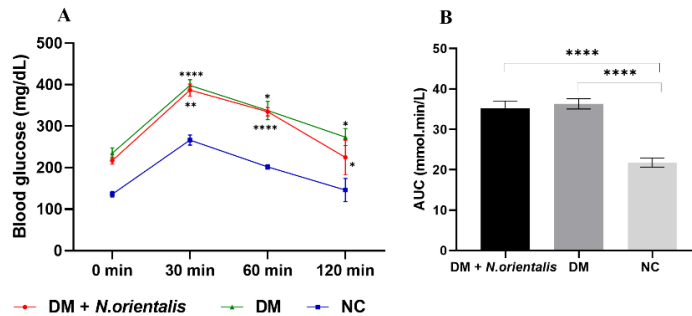 A
Blood glucose (mg/dL)
500
400
300
200
100
0
****
**
*
****
*
*
0 min
30 min
60 min
120 min
DM + N.orientalis
DM
NC
B
AUC (mmol.min/L)
50
40
30
20
10
0
****
****
DM + N.orientalis
DM
NC